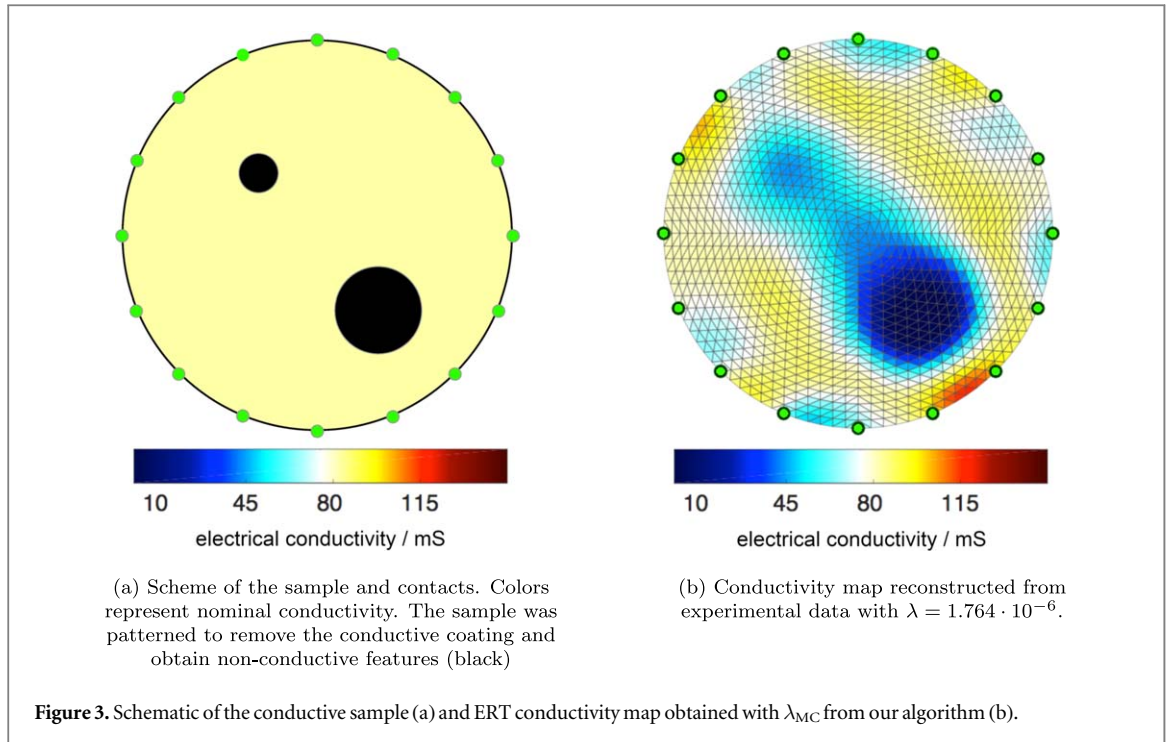 10 45 80 115
electrical conductivity / mS
10 45 80 115
electrical conductivity / mS
(a) Scheme of the sample and contacts. Colors
represent nominal conductivity. The sample was
patterned to remove the conductive coating and
obtain non-conductive features (black)
(b) Conductivity map reconstructed from
experimental data with λ = 1.764 · 10⁻⁶.
Figure 3. Schematic of the conductive sample (a) and ERT conductivity map obtained with λ_MC from our algorithm (b).